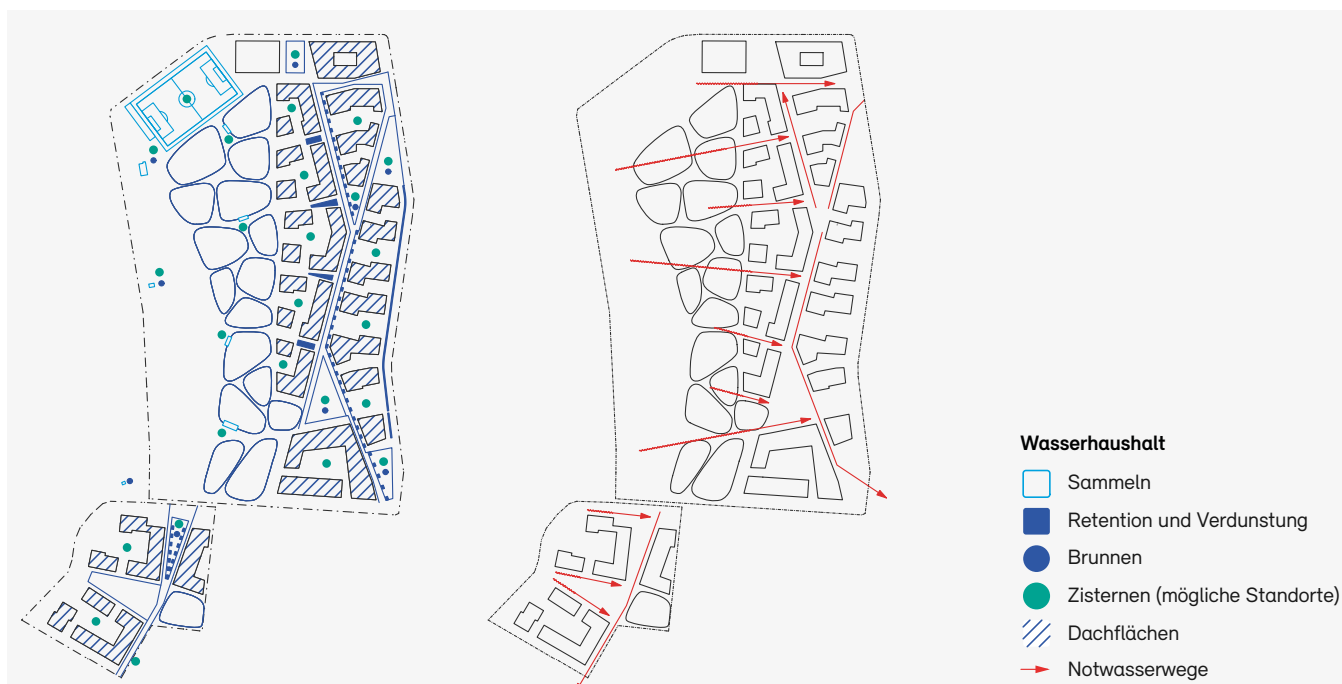 Wasserhaushalt
Sammeln
Retention und Verdunstung
Brunnen
Zisternen (mögliche Standorte)
Dachflächen
Notwasserwege